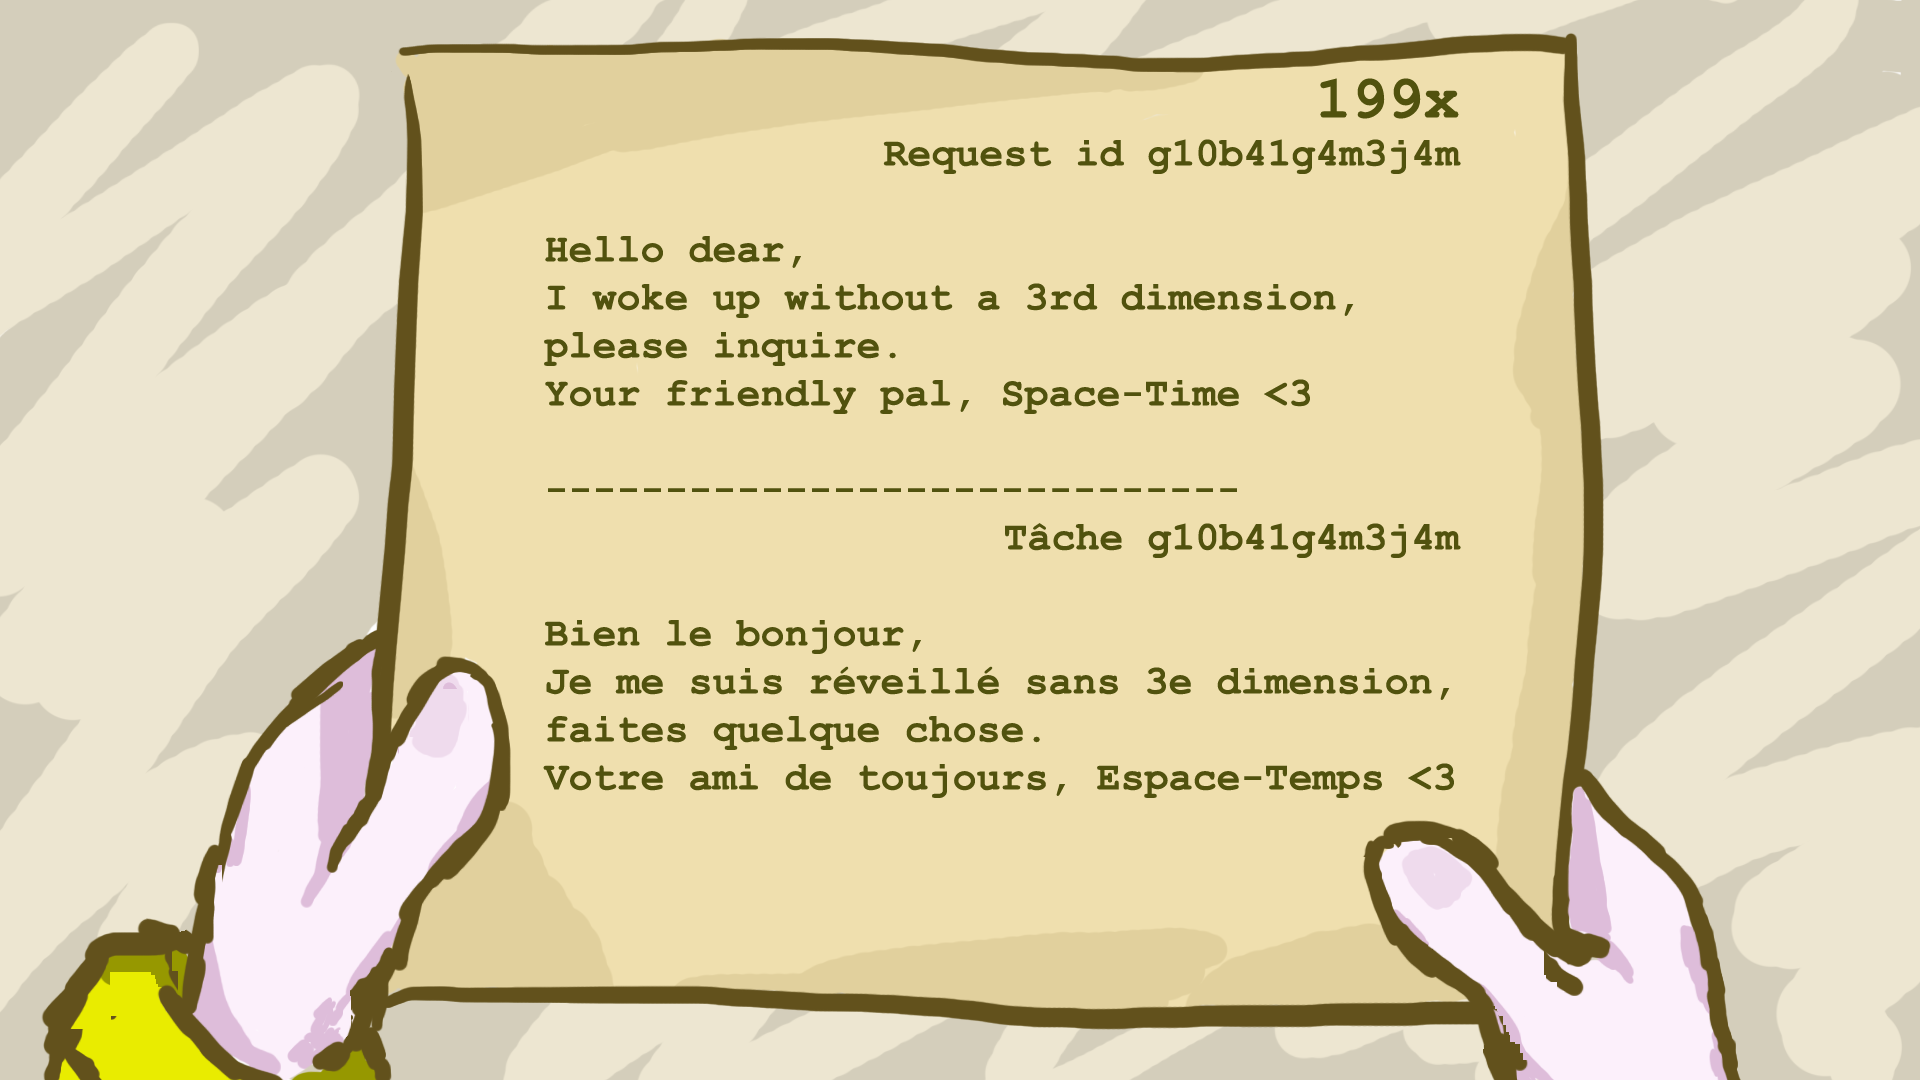 199x
Request id g10b41g4m3j4m
Hello dear,
I woke up without a 3rd dimension,
please inquire.
Your friendly pal, Space-Time <3
-----------------------------
Tâche g10b41g4m3j4m
Bien le bonjour,
Je me suis réveillé sans 3e dimension,
faites quelque chose.
Votre ami de toujours, Espace-Temps <3